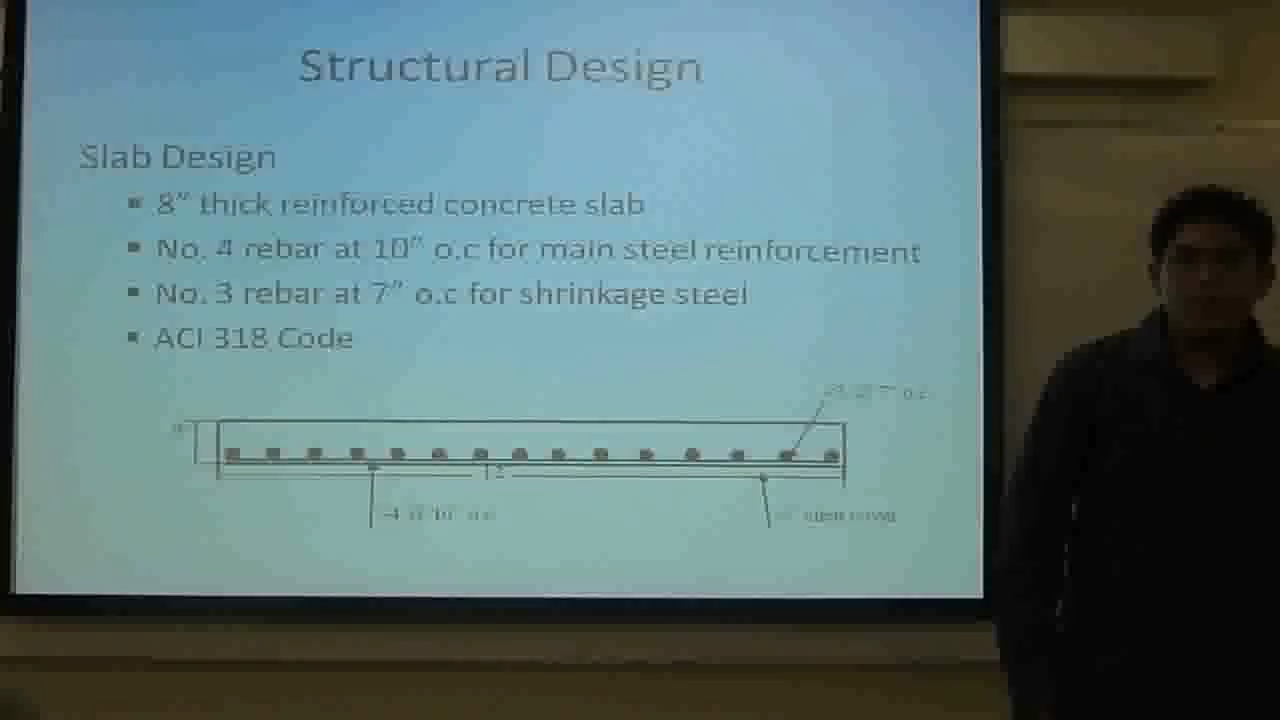 Structural Design
Slab Design
▪ 8" thick reinforced concrete slab
▪ No. 4 rebar at 10" o.c for main steel reinforcement
▪ No. 3 rebar at 7" o.c for shrinkage steel
▪ ACI 318 Code
7" o.c